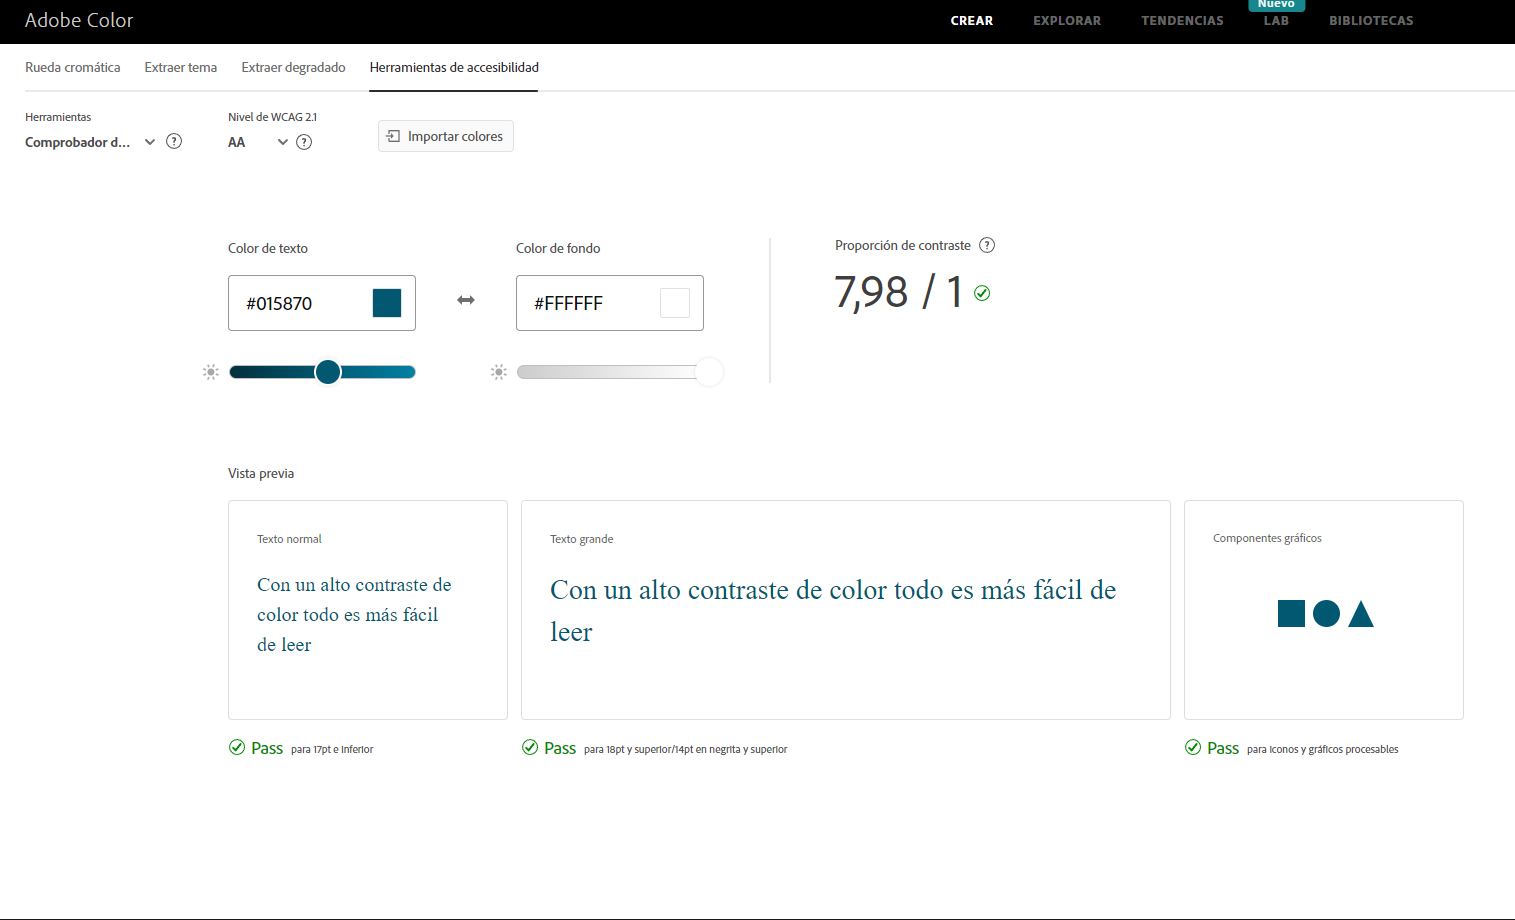 Adobe Color
CREAR
EXPLORAR
TENDENCIAS
Nuevo
LAB
BIBLIOTECAS
Rueda cromática
Extraer tema
Extraer degradado
Herramientas de accesibilidad
Herramientas
Comprobador d...
?
Nivel de WCAG 2.1
AA
?
Importar colores
Color de texto
#015870
Color de fondo
#FFFFFF
Proporción de contraste ?
7,98 / 1
Vista previa
Texto normal
Con un alto contraste de
color todo es más fácil
de leer
Texto grande
Con un alto contraste de color todo es más fácil de
leer
Componentes gráficos
Pass para 17pt e inferior
Pass para 18pt y superior/14pt en negrita y superior
Pass para iconos y gráficos procesables